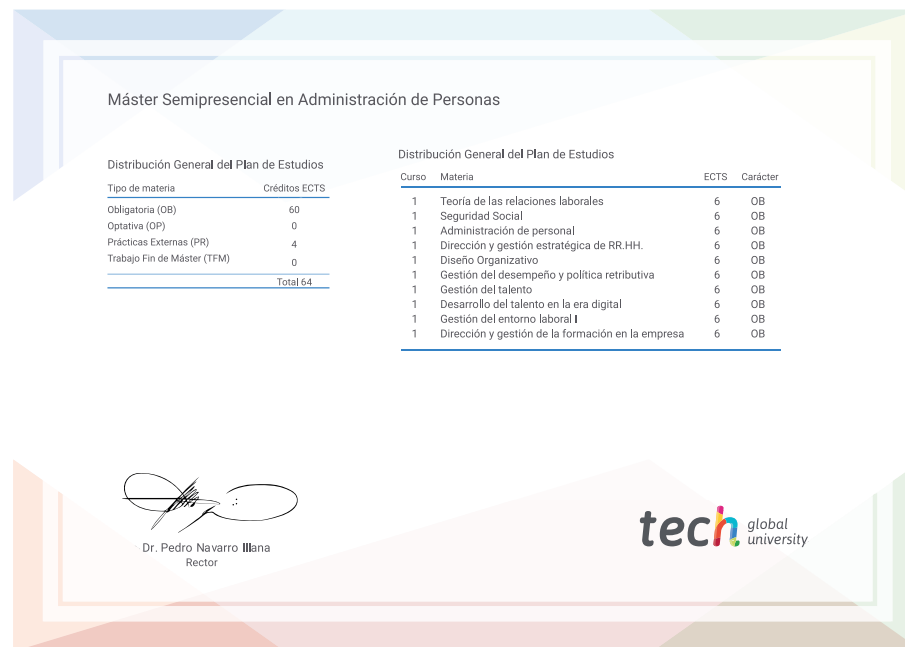 Máster Semipresencial en Administración de Personas
Distribución General del Plan de Estudios
Tipo de materia Créditos ECTS
Obligatoria (OB) 60
Optativa (OP) 0
Prácticas Externas (PR) 4
Trabajo Fin de Máster (TFM) 0
Total 64
Distribución General del Plan de Estudios
Curso Materia ECTS Carácter
1 Teoría de las relaciones laborales 6 OB
1 Seguridad Social 6 OB
1 Administración de personal 6 OB
1 Dirección y gestión estratégica de RR.HH. 6 OB
1 Diseño Organizativo 6 OB
1 Gestión del desempeño y política retributiva 6 OB
1 Gestión del talento 6 OB
1 Desarrollo del talento en la era digital 6 OB
1 Gestión del entorno laboral I 6 OB
1 Dirección y gestión de la formación en la empresa 6 OB
Dr. Pedro Navarro Illana
Rector
tech global
university